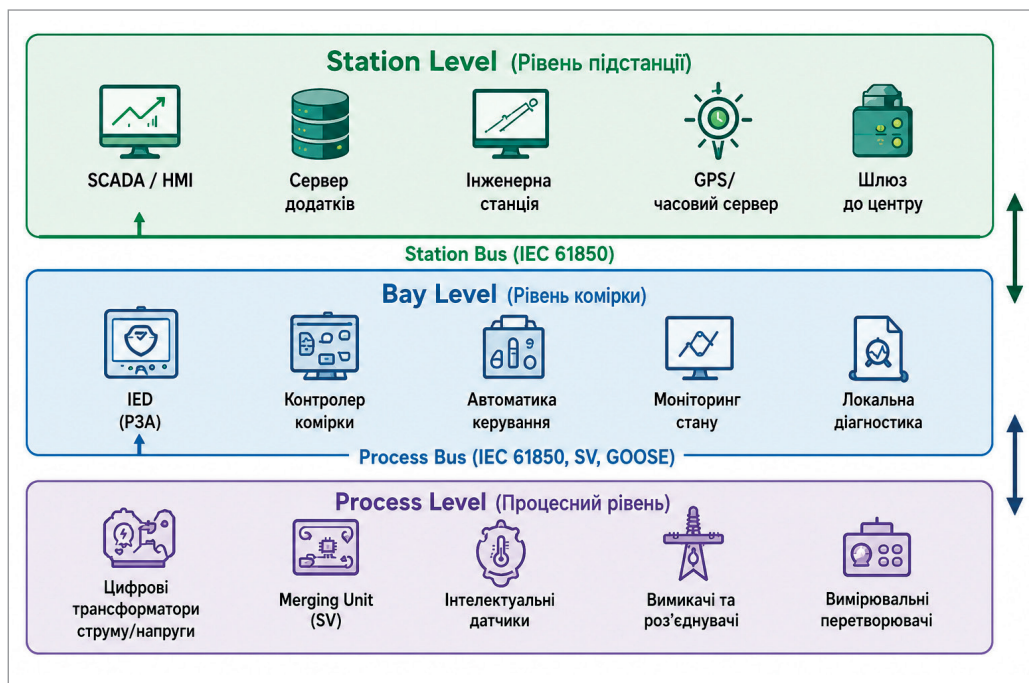 Station Level (Рівень підстанції)
SCADA / HMI
Сервер
додатків
Інженерна
станція
GPS/
часовий сервер
Шлюз
до центру
Station Bus (IEC 61850)
Bay Level (Рівень комірки)
IED
(РЗА)
Контролер
комірки
Автоматика
керування
Моніторинг
стану
Локальна
діагностика
Process Bus (IEC 61850, SV, GOOSE)
Process Level (Процесний рівень)
Цифрові
трансформатори
струму/напруги
Merging Unit
(SV)
Інтелектуальні
датчики
Вимикачі та
роз’єднувачі
Вимірювальні
перетворювачі